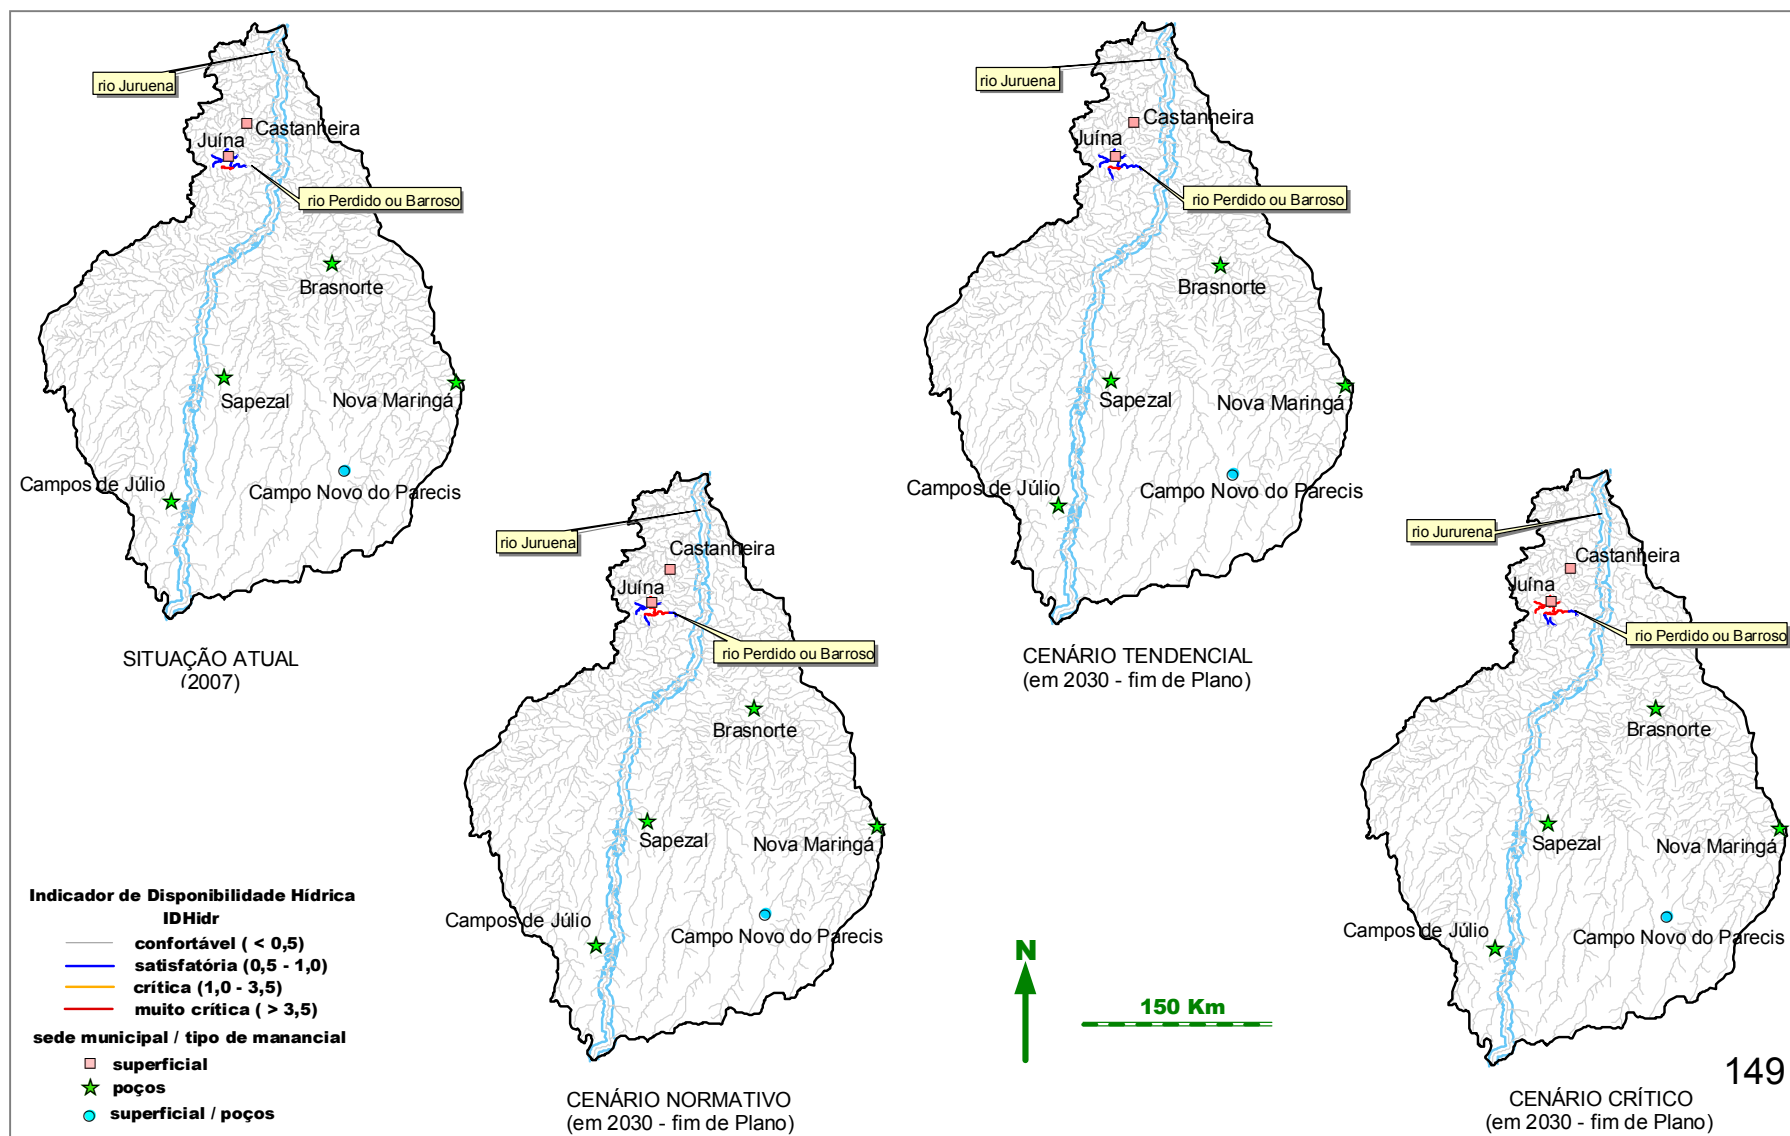 rio Juruena
Castanheira
Juína
rio Perdido ou Barroso
Brasnorte
Sapezal
Nova Maringá
Campos de Júlio
Campo Novo do Parecis
SITUAÇÃO ATUAL
(2007)
rio Juruena
Castanheira
Juína
rio Perdido ou Barroso
Brasnorte
Sapezal
Nova Maringá
Campos de Júlio
Campo Novo do Parecis
CENÁRIO TENDENCIAL
(em 2030 - fim de Plano)
rio Juruena
Castanheira
Juína
rio Perdido ou Barroso
Brasnorte
Sapezal
Nova Maringá
Campos de Júlio
Campo Novo do Parecis
CENÁRIO NORMATIVO
(em 2030 - fim de Plano)
rio Jururena
Castanheira
Juína
rio Perdido ou Barroso
Brasnorte
Sapezal
Nova Maringá
Campos de Júlio
Campo Novo do Parecis
CENÁRIO CRÍTICO
(em 2030 - fim de Plano)
Indicador de Disponibilidade Hídrica
IDHidr
confortável ( < 0,5)
satisfatória (0,5 - 1,0)
crítica (1,0 - 3,5)
muito crítica ( > 3,5)
sede municipal / tipo de manancial
superficial
poços
superficial / poços
N
150 Km
149